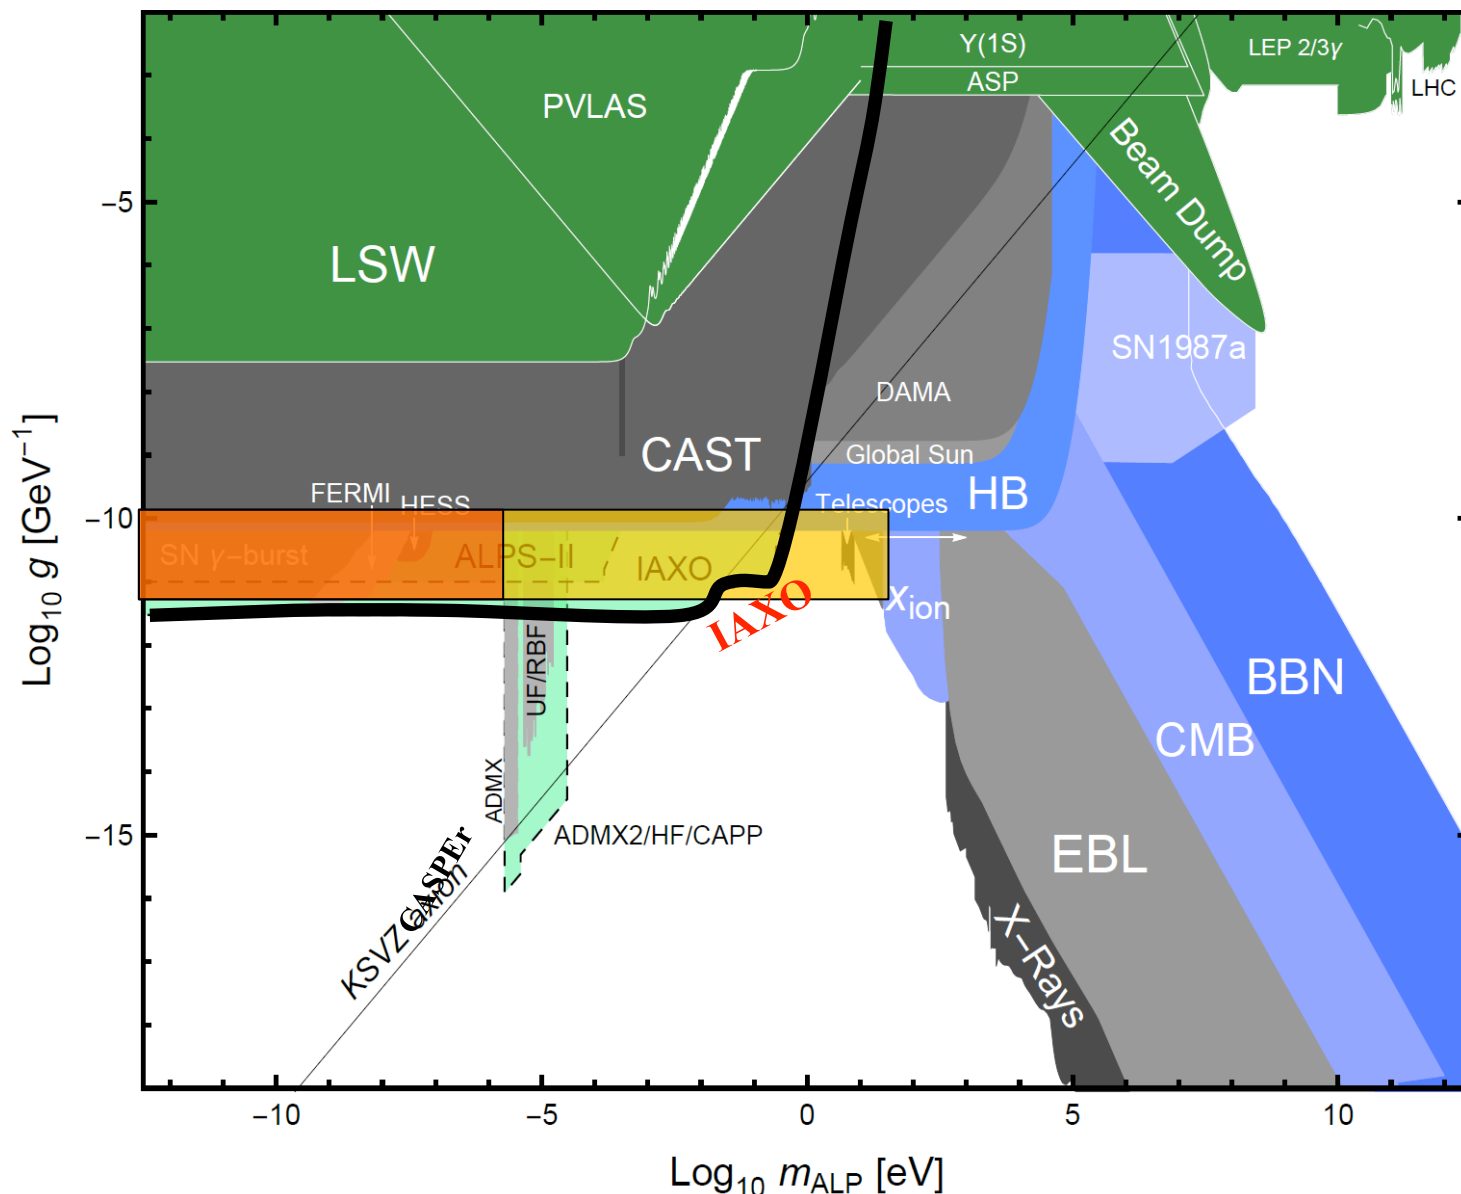 Y(1S)
LEP 2/3γ
ASP
LHC
PVLAS
Beam Dump
−5
LSW
SN1987a
DAMA
CAST
Global Sun
FERMI
HESS
Telescopes
HB
−10
SN γ−burst
ALPS−II
IAXO
IAXO
χion
UF/RBF
BBN
CMB
ADMX
−15
ADMX2/HF/CAPP
EBL
CASPEr
KSVZ axion
X−Rays
Log10 g [GeV−1]
−10
−5
0
5
10
Log10 mALP [eV]